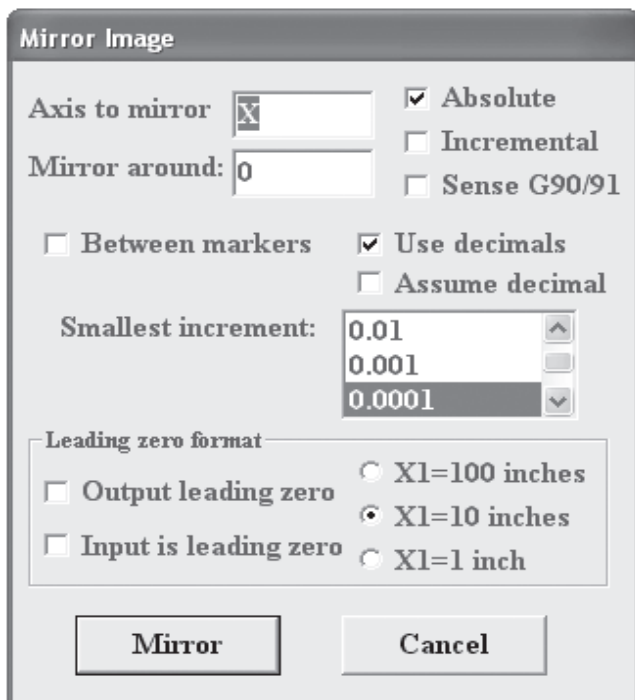 Mirror Image
Axis to mirror X
Mirror around: 0
Absolute
Incremental
Sense G90/91
Between markers
Use decimals
Assume decimal
Smallest increment:
0.01
0.001
0.0001
Leading zero format
Output leading zero
Input is leading zero
X1=100 inches
X1=10 inches
X1=1 inch
Mirror Cancel